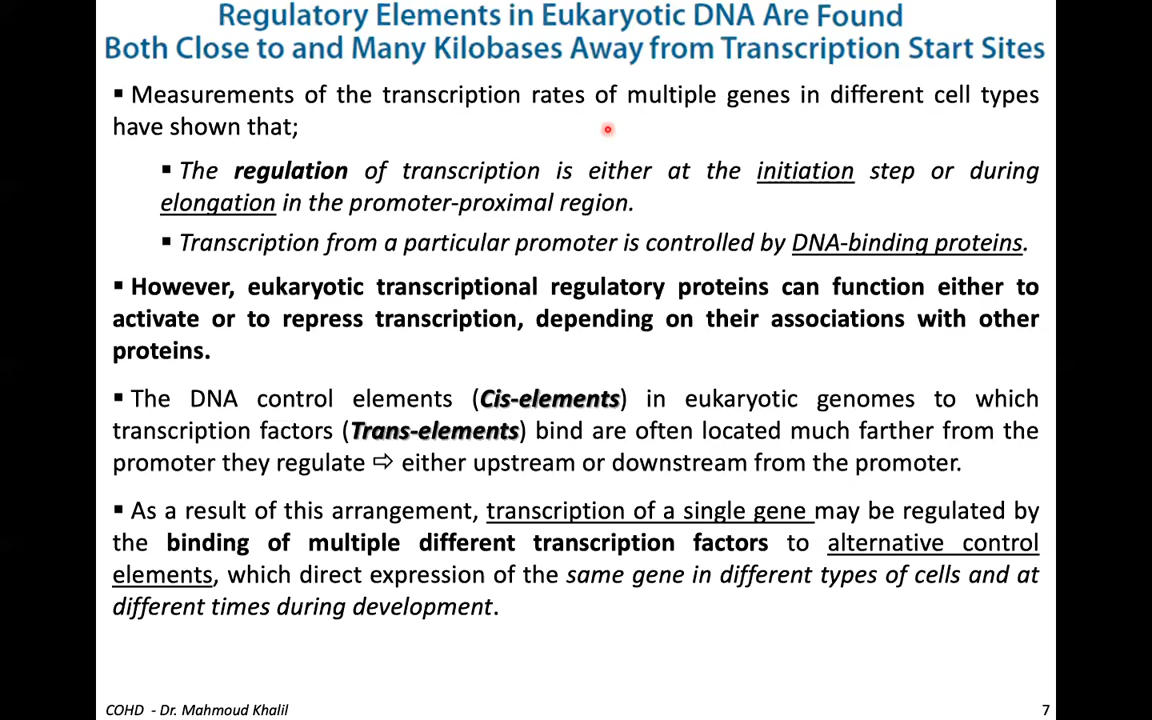 Regulatory Elements in Eukaryotic DNA Are Found
Both Close to and Many Kilobases Away from Transcription Start Sites
▪ Measurements of the transcription rates of multiple genes in different cell types
have shown that;
▪ The regulation of transcription is either at the initiation step or during
elongation in the promoter-proximal region.
▪ Transcription from a particular promoter is controlled by DNA-binding proteins.
▪ However, eukaryotic transcriptional regulatory proteins can function either to
activate or to repress transcription, depending on their associations with other
proteins.
▪ The DNA control elements (Cis-elements) in eukaryotic genomes to which
transcription factors (Trans-elements) bind are often located much farther from the
promoter they regulate ⇨ either upstream or downstream from the promoter.
▪ As a result of this arrangement, transcription of a single gene may be regulated by
the binding of multiple different transcription factors to alternative control
elements, which direct expression of the same gene in different types of cells and at
different times during development.
COHD - Dr. Mahmoud Khalil
7